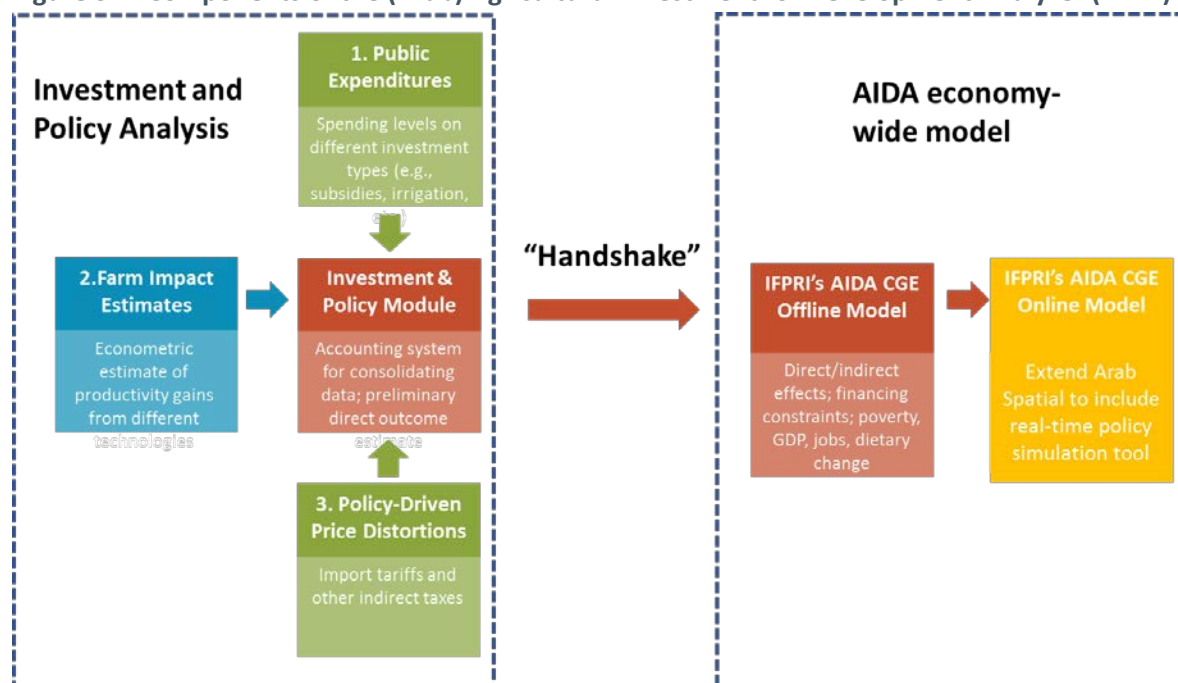 Investment and
Policy Analysis
1. Public
Expenditures
Spending levels on
different investment
types (e.g.,
subsidies, irrigation,
etc.)
2.Farm Impact
Estimates
Econometric
estimate of
productivity gains
from different
technologies
Investment &
Policy Module
Accounting system
for consolidating
data; preliminary
direct outcome
estimate
3. Policy-Driven
Price Distortions
Import tariffs and
other indirect taxes
“Handshake”
AIDA economy-
wide model
IFPRI’s AIDA CGE
Offline Model
Direct/indirect
effects; financing
constraints; poverty,
GDP, jobs, dietary
change
IFPRI’s AIDA CGE
Online Model
Extend Arab
Spatial to include
real-time policy
simulation tool